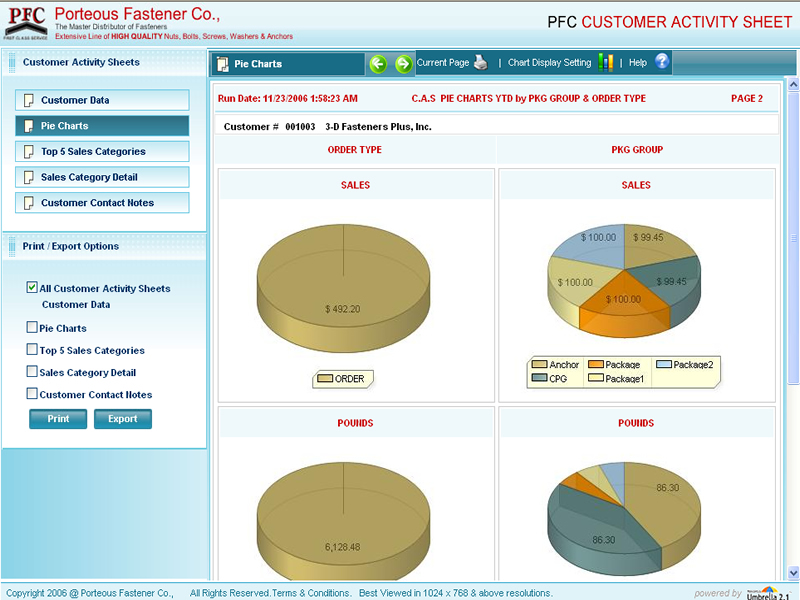 PFC
FIRST CLASS SERVICE
Porteous Fastener Co.,
The Master Distributor of Fasteners
Extensive Line of HIGH QUALITY Nuts, Bolts, Screws, Washers & Anchors
PFC CUSTOMER ACTIVITY SHEET
Customer Activity Sheets
Customer Data
Pie Charts
Top 5 Sales Categories
Sales Category Detail
Customer Contact Notes
Print / Export Options
All Customer Activity Sheets
Customer Data
Pie Charts
Top 5 Sales Categories
Sales Category Detail
Customer Contact Notes
Print Export
Pie Charts
Current Page | Chart Display Setting | Help ?
Run Date: 11/23/2006 1:58:23 AM C.A.S PIE CHARTS YTD by PKG GROUP & ORDER TYPE PAGE 2
Customer # 001003 3-D Fasteners Plus, Inc.
ORDER TYPE
SALES
$ 492.20
ORDER
PKG GROUP
SALES
$ 100.00 $ 99.45
$ 100.00 $ 99.45
$ 100.00
Anchor Package Package2
CPG Package1
POUNDS
6,128.48
POUNDS
86.30
86.30
Copyright 2006 @ Porteous Fastener Co., All Rights Reserved. Terms & Conditions. Best Viewed in 1024 x 768 & above resolutions.
powered by Umbrella 2.1